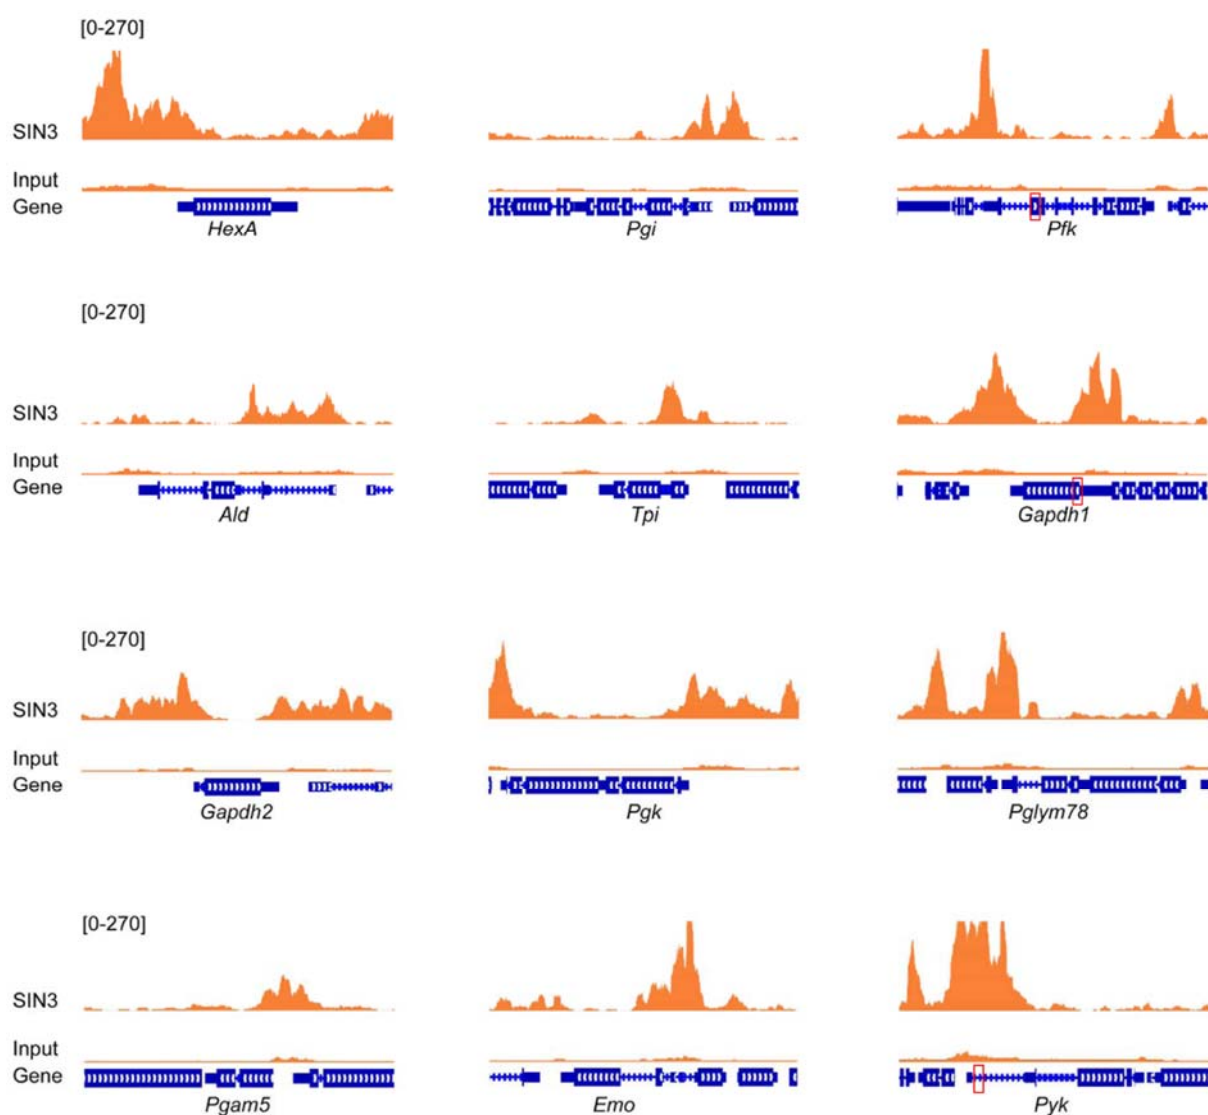 [0-270]
SIN3
Input
Gene
HexA
Pgi
Pfk
[0-270]
SIN3
Input
Gene
Ald
Tpi
Gapdh1
[0-270]
SIN3
Input
Gene
Gapdh2
Pgk
Pglym78
[0-270]
SIN3
Input
Gene
Pgam5
Emo
Pyk